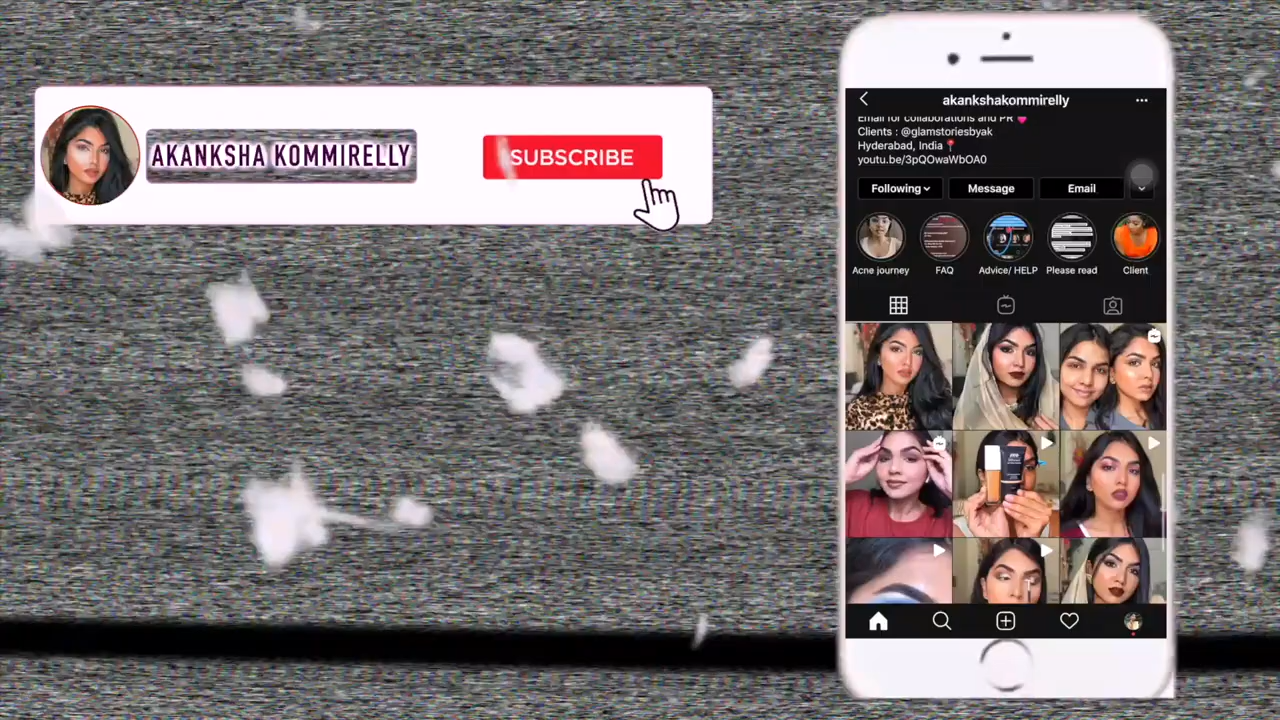 AKANKSHA KOMMIRELLY
SUBSCRIBE
akankshakommirelly
Email for collaborations and PR
Clients : @glamstoriesbyak
Hyderabad, India
youtu.be/3pQOwaWbOA0
Following
Message
Email
Acne journey
FAQ
Advice/ HELP
Please read
Client